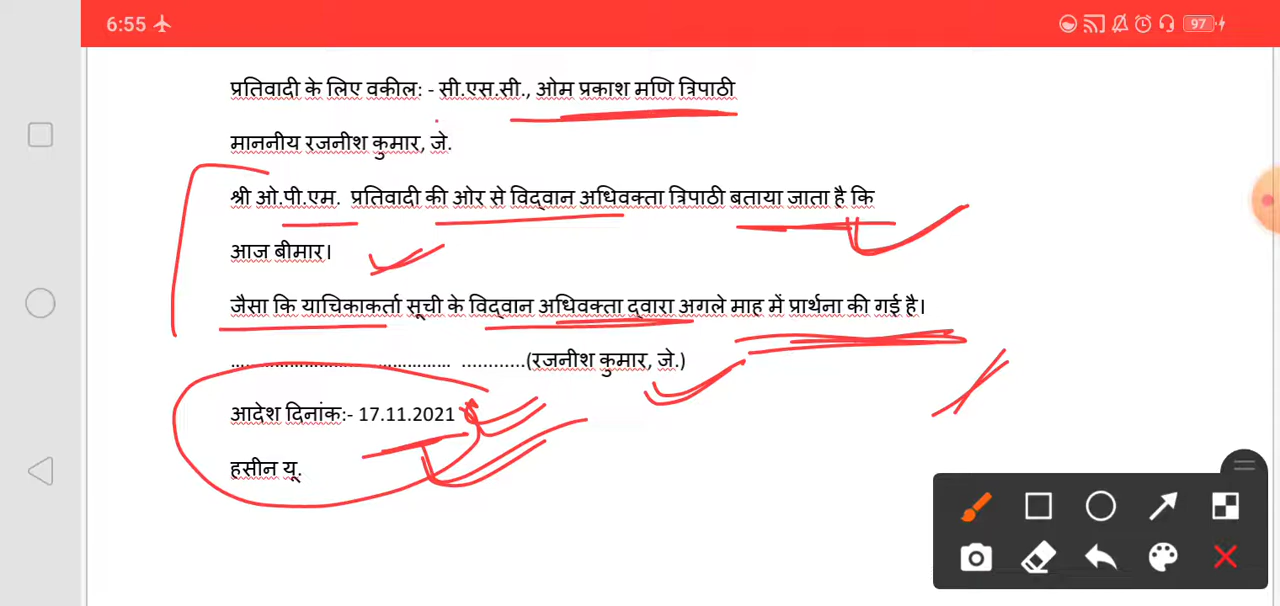 6:55
97
प्रतिवादी के लिए वकील: - सी.एस.सी., ओम प्रकाश मणि त्रिपाठी
माननीय रजनीश कुमार, जे.
श्री ओ.पी.एम. प्रतिवादी की ओर से विद्वान अधिवक्ता त्रिपाठी बताया जाता है कि
आज बीमार।
जैसा कि याचिकाकर्ता सूची के विद्वान अधिवक्ता द्वारा अगले माह में प्रार्थना की गई है।
.......................................... ............(रजनीश कुमार, जे.)
आदेश दिनांक:- 17.11.2021
हसीन यू.